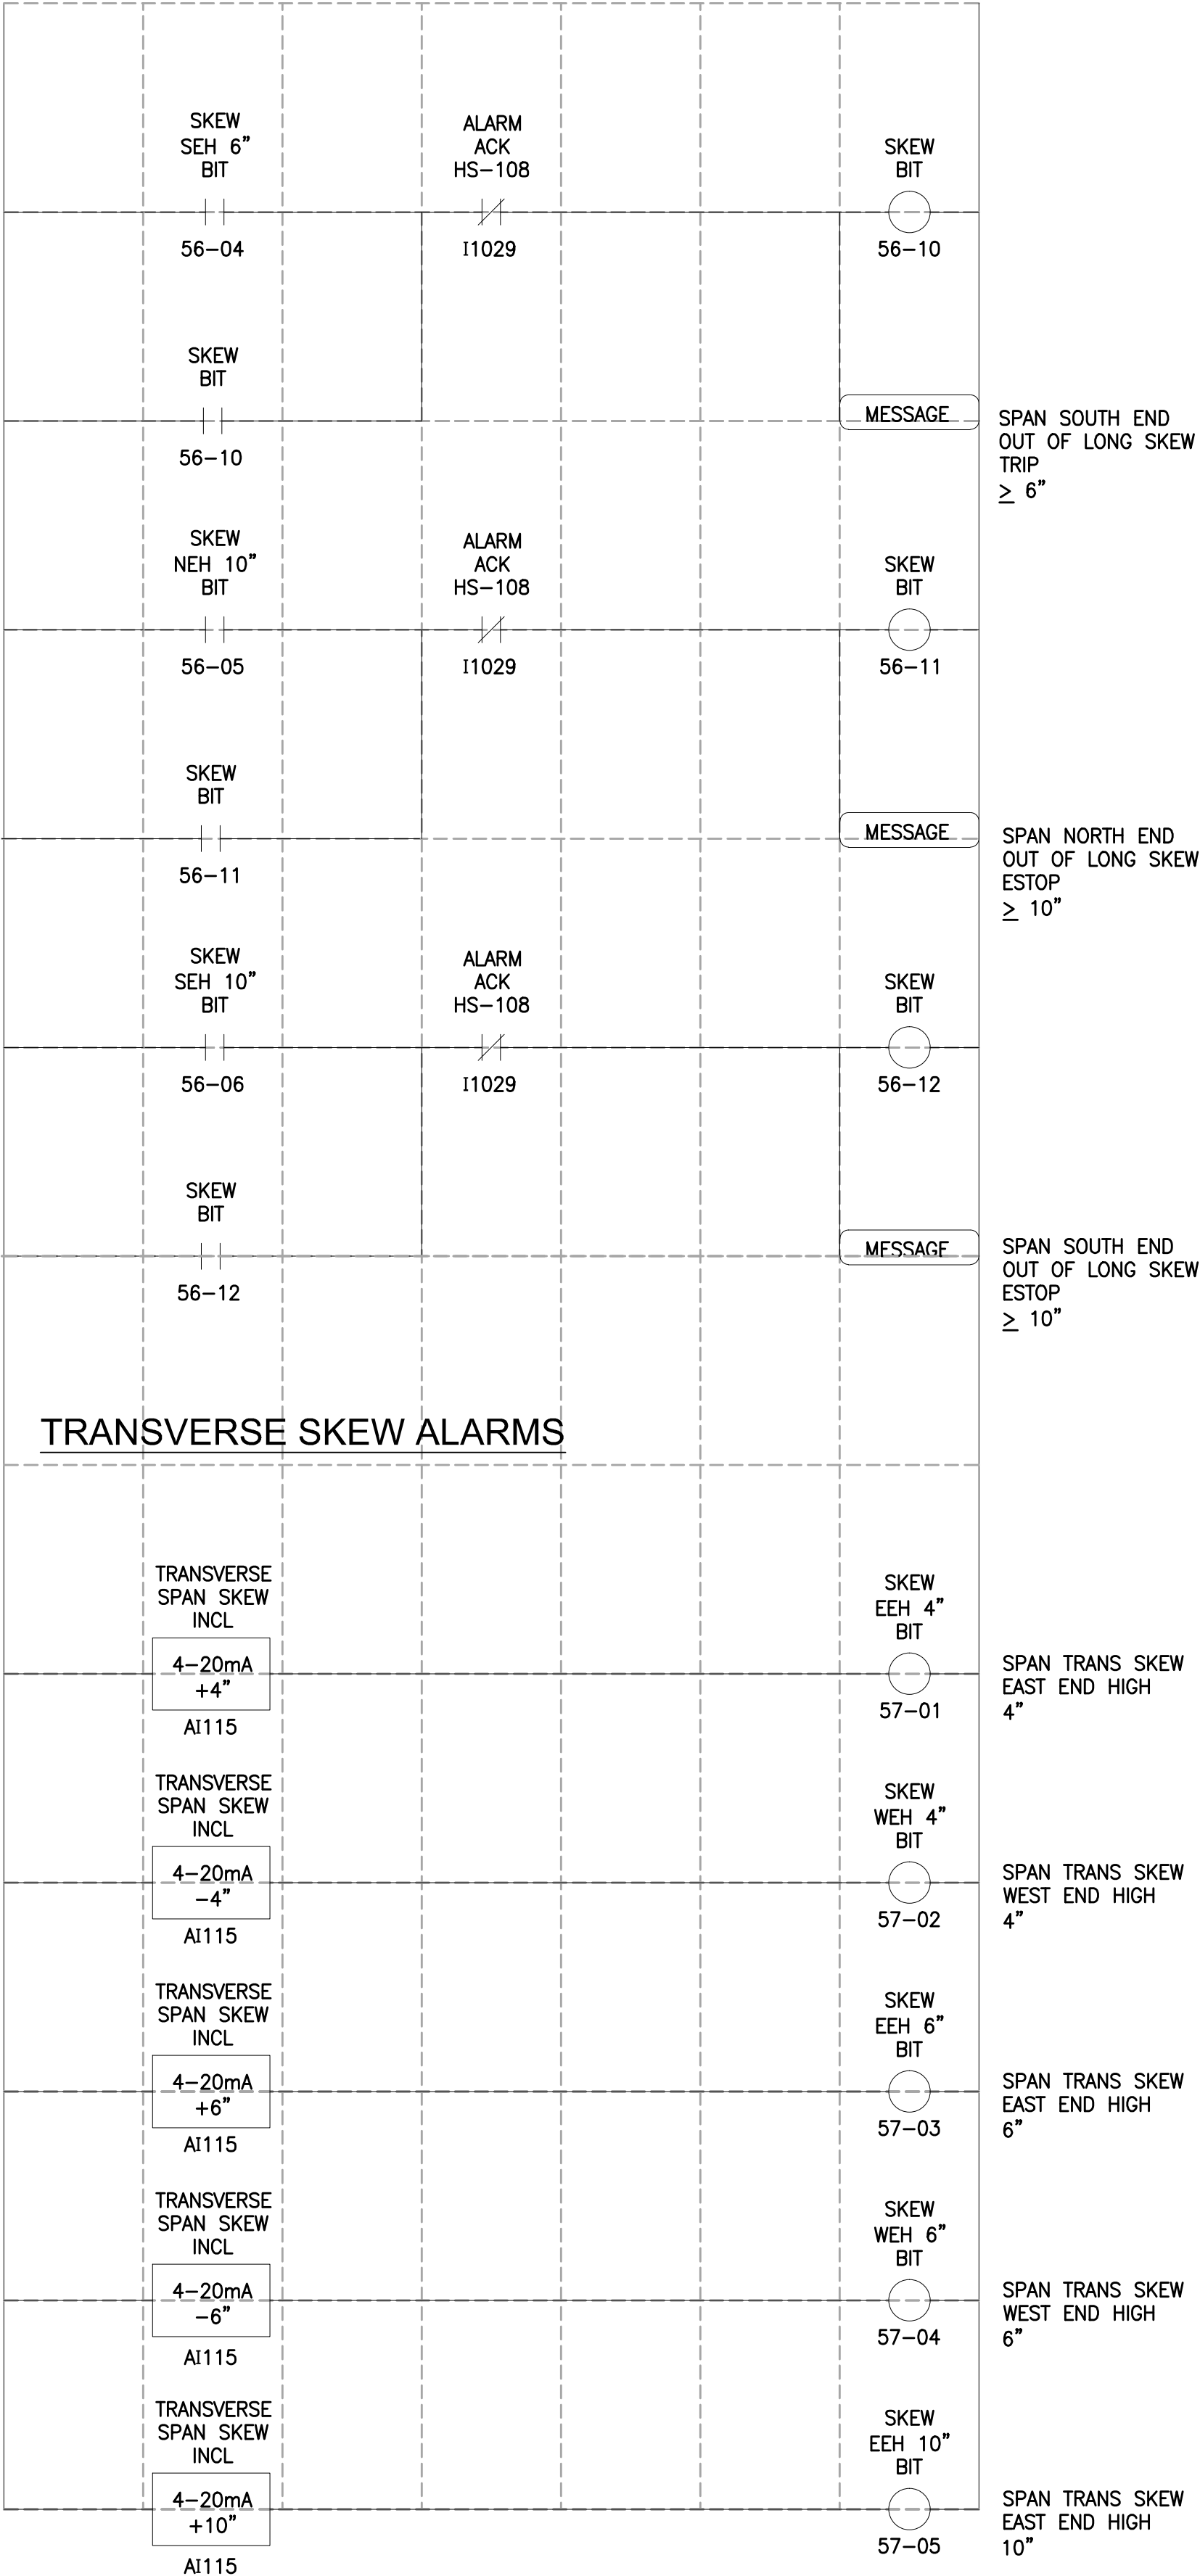 SKEW
SEH 6”
BIT
ALARM
ACK
HS-108
SKEW
BIT
56-04
I1029
56-10
SKEW
BIT
56-10
MESSAGE
SPAN SOUTH END
OUT OF LONG SKEW
TRIP
≥ 6”
SKEW
NEH 10”
BIT
ALARM
ACK
HS-108
SKEW
BIT
56-05
I1029
56-11
SKEW
BIT
56-11
MESSAGE
SPAN NORTH END
OUT OF LONG SKEW
ESTOP
≥ 10”
SKEW
SEH 10”
BIT
ALARM
ACK
HS-108
SKEW
BIT
56-06
I1029
56-12
SKEW
BIT
56-12
MESSAGE
SPAN SOUTH END
OUT OF LONG SKEW
ESTOP
≥ 10”
TRANSVERSE SKEW ALARMS
TRANSVERSE
SPAN SKEW
INCL
4-20mA
+4”
AI115
SKEW
EEH 4”
BIT
57-01
SPAN TRANS SKEW
EAST END HIGH
4”
TRANSVERSE
SPAN SKEW
INCL
4-20mA
-4”
AI115
SKEW
WEH 4”
BIT
57-02
SPAN TRANS SKEW
WEST END HIGH
4”
TRANSVERSE
SPAN SKEW
INCL
4-20mA
+6”
AI115
SKEW
EEH 6”
BIT
57-03
SPAN TRANS SKEW
EAST END HIGH
6”
TRANSVERSE
SPAN SKEW
INCL
4-20mA
-6”
AI115
SKEW
WEH 6”
BIT
57-04
SPAN TRANS SKEW
WEST END HIGH
6”
TRANSVERSE
SPAN SKEW
INCL
4-20mA
+10”
AI115
SKEW
EEH 10”
BIT
57-05
SPAN TRANS SKEW
EAST END HIGH
10”